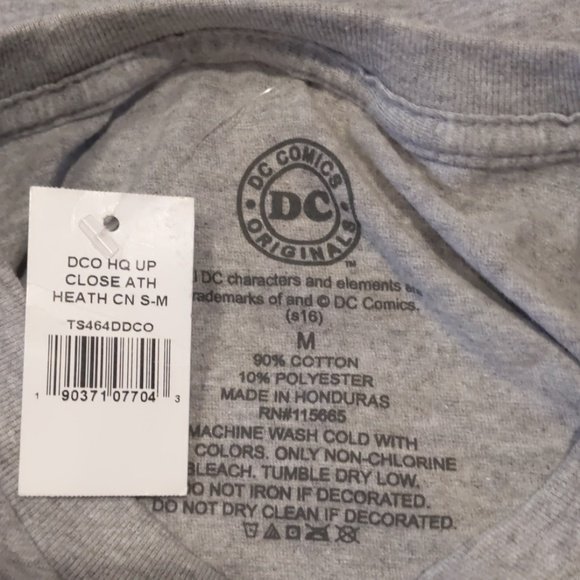 DC COMICS
DC
ORIGINALS
™
DC characters and elements
trademarks of and © DC Comics.
(s16)
M
90% COTTON
10% POLYESTER
MADE IN HONDURAS
RN#115665
MACHINE WASH COLD WITH
COLORS. ONLY NON-CHLORINE
BLEACH. TUMBLE DRY LOW.
DO NOT IRON IF DECORATED.
DO NOT DRY CLEAN IF DECORATED.
DCO HQ UP
CLOSE ATH
HEATH CN S-M
TS464DDCO
1 90371 07704 3